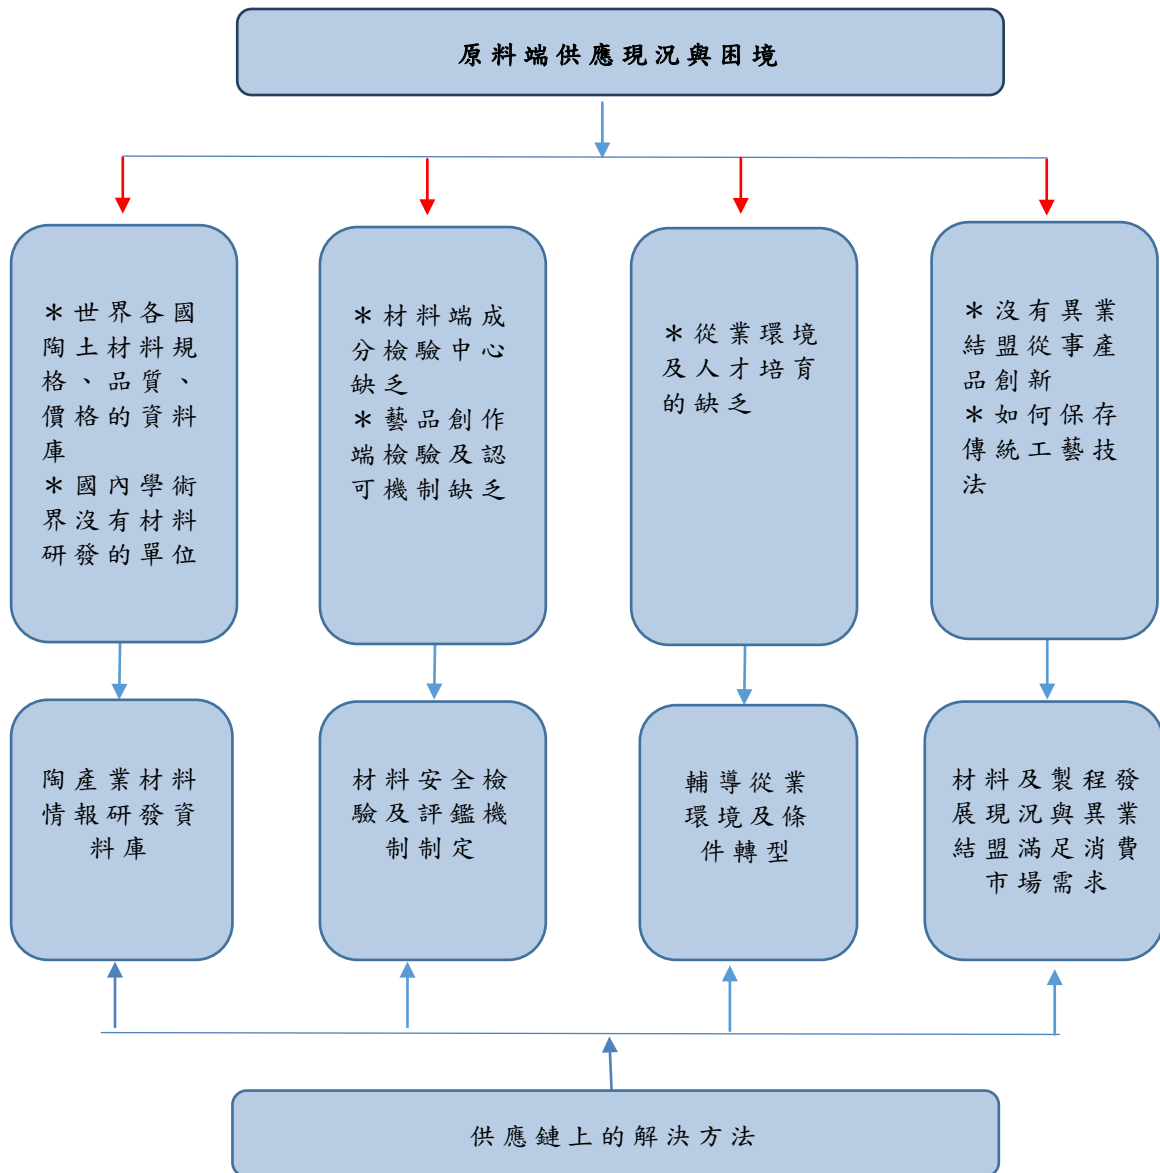 原料端供應現況與困境
＊世界各國
陶土材料規
格、品質、
價格的資料
庫
＊國內學術
界沒有材料
研發的單位
＊材料端成
分檢驗中心
缺乏
＊藝品創作
端檢驗及認
可機制缺乏
＊從業環境
及人才培育
的缺乏
＊沒有異業
結盟從事產
品創新
＊如何保存
傳統工藝技
法
陶產業材料
情報研發資
料庫
材料安全檢
驗及評鑑機
制制定
輔導從業
環境及條
件轉型
材料及製程發
展現況與異業
結盟滿足消費
市場需求
供應鏈上的解決方法